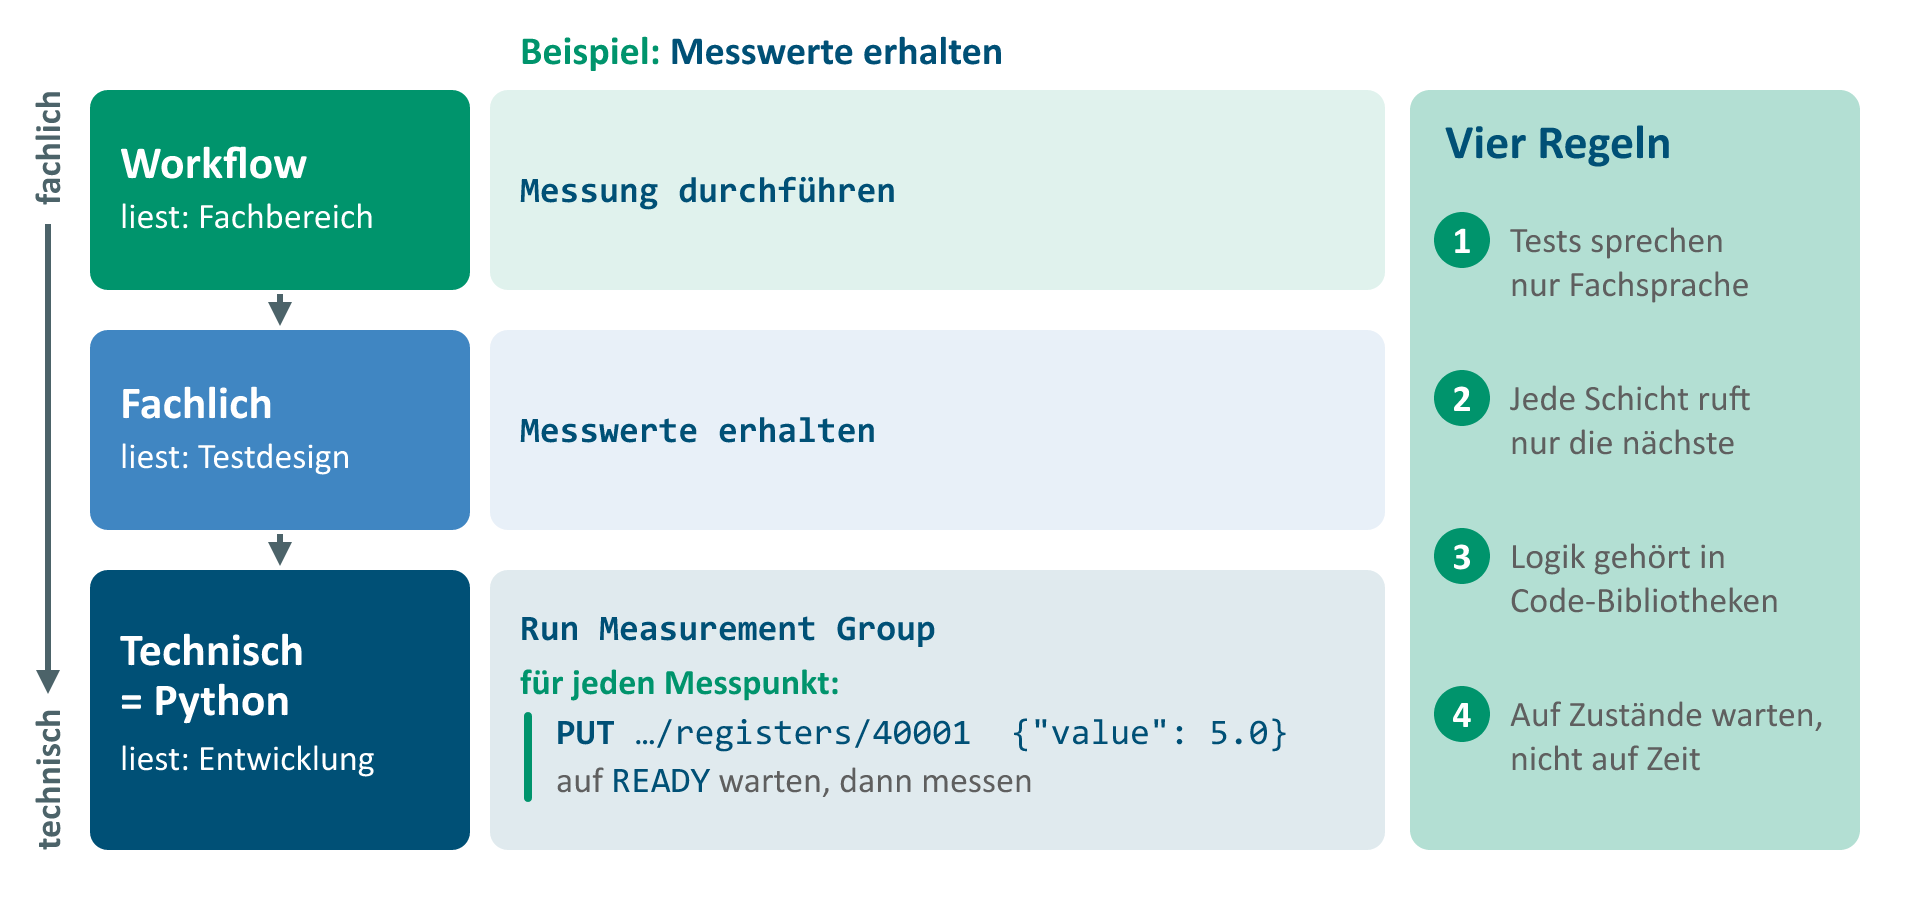 Beispiel: Messwerte erhalten
fachlich
technisch
Workflow
liest: Fachbereich
Messung durchführen
Fachlich
liest: Testdesign
Messwerte erhalten
Technisch
= Python
liest: Entwicklung
Run Measurement Group
für jeden Messpunkt:
PUT …/registers/40001  {"value": 5.0}
auf READY warten, dann messen
Vier Regeln
1 Tests sprechen
nur Fachsprache
2 Jede Schicht ruft
nur die nächste
3 Logik gehört in
Code-Bibliotheken
4 Auf Zustände warten,
nicht auf Zeit